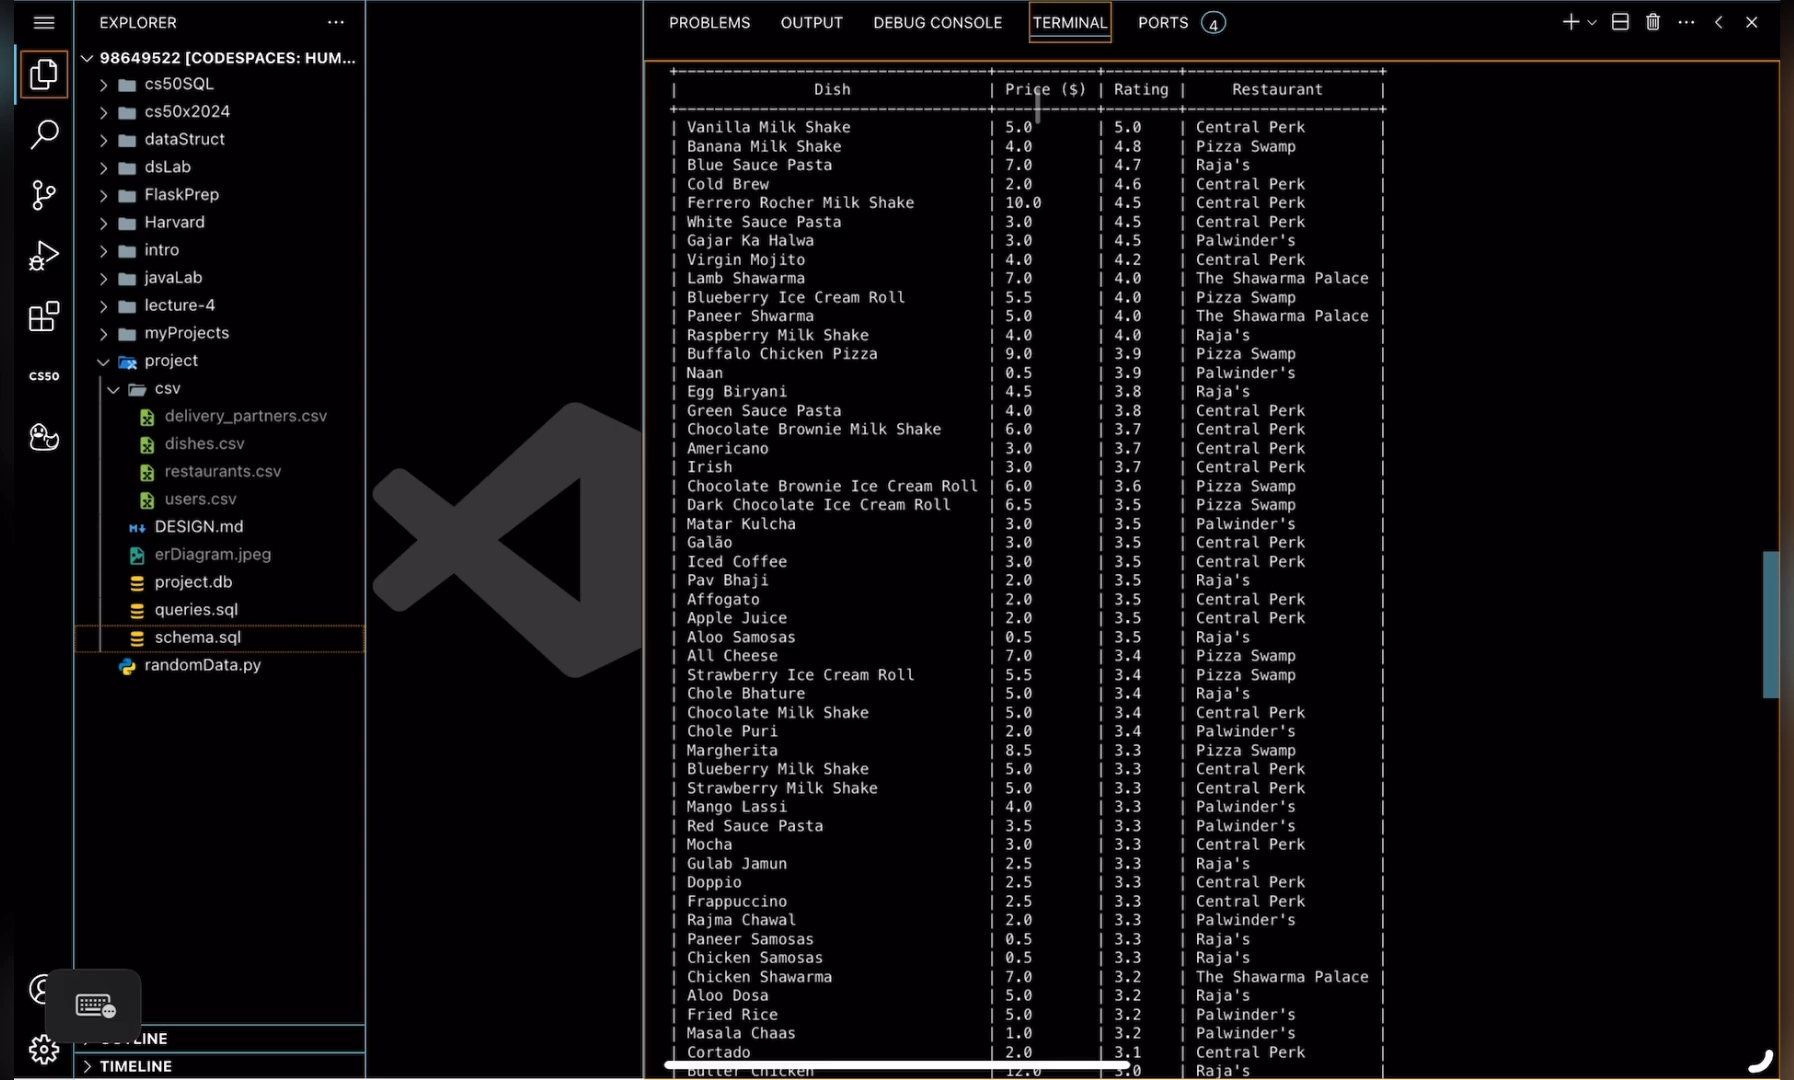 EXPLORER
98649522 [CODESPACES: HUM...
cs50SQL
cs50x2024
dataStruct
dsLab
FlaskPrep
Harvard
intro
javaLab
lecture-4
myProjects
project
csv
delivery_partners.csv
dishes.csv
restaurants.csv
users.csv
DESIGN.md
erDiagram.jpeg
project.db
queries.sql
schema.sql
randomData.py
TIMELINE
CS50
PROBLEMS OUTPUT DEBUG CONSOLE TERMINAL PORTS 4
| Dish | Price ($) | Rating | Restaurant |
| Vanilla Milk Shake | 5.0 | 5.0 | Central Perk |
| Banana Milk Shake | 4.0 | 4.8 | Pizza Swamp |
| Blue Sauce Pasta | 7.0 | 4.7 | Raja's |
| Cold Brew | 2.0 | 4.6 | Central Perk |
| Ferrero Rocher Milk Shake | 10.0 | 4.5 | Central Perk |
| White Sauce Pasta | 3.0 | 4.5 | Central Perk |
| Gajar Ka Halwa | 3.0 | 4.5 | Palwinder's |
| Virgin Mojito | 4.0 | 4.2 | Central Perk |
| Lamb Shawarma | 7.0 | 4.0 | The Shawarma Palace |
| Blueberry Ice Cream Roll | 5.5 | 4.0 | Pizza Swamp |
| Paneer Shwarma | 5.0 | 4.0 | The Shawarma Palace |
| Raspberry Milk Shake | 4.0 | 4.0 | Raja's |
| Buffalo Chicken Pizza | 9.0 | 3.9 | Pizza Swamp |
| Naan | 0.5 | 3.9 | Palwinder's |
| Egg Biryani | 4.5 | 3.8 | Raja's |
| Green Sauce Pasta | 4.0 | 3.8 | Central Perk |
| Chocolate Brownie Milk Shake | 6.0 | 3.7 | Central Perk |
| Americano | 3.0 | 3.7 | Central Perk |
| Irish | 3.0 | 3.7 | Central Perk |
| Chocolate Brownie Ice Cream Roll | 6.0 | 3.6 | Pizza Swamp |
| Dark Chocolate Ice Cream Roll | 6.5 | 3.5 | Pizza Swamp |
| Matar Kulcha | 3.0 | 3.5 | Palwinder's |
| Galão | 3.0 | 3.5 | Central Perk |
| Iced Coffee | 3.0 | 3.5 | Central Perk |
| Pav Bhaji | 2.0 | 3.5 | Raja's |
| Affogato | 2.0 | 3.5 | Central Perk |
| Apple Juice | 2.0 | 3.5 | Central Perk |
| Aloo Samosas | 0.5 | 3.5 | Raja's |
| All Cheese | 7.0 | 3.4 | Pizza Swamp |
| Strawberry Ice Cream Roll | 5.5 | 3.4 | Pizza Swamp |
| Chole Bhature | 5.0 | 3.4 | Raja's |
| Chocolate Milk Shake | 5.0 | 3.4 | Central Perk |
| Chole Puri | 2.0 | 3.4 | Palwinder's |
| Margherita | 8.5 | 3.3 | Pizza Swamp |
| Blueberry Milk Shake | 5.0 | 3.3 | Central Perk |
| Strawberry Milk Shake | 5.0 | 3.3 | Central Perk |
| Mango Lassi | 4.0 | 3.3 | Palwinder's |
| Red Sauce Pasta | 3.5 | 3.3 | Palwinder's |
| Mocha | 3.0 | 3.3 | Central Perk |
| Gulab Jamun | 2.5 | 3.3 | Raja's |
| Doppio | 2.5 | 3.3 | Central Perk |
| Frappuccino | 2.5 | 3.3 | Central Perk |
| Rajma Chawal | 2.0 | 3.3 | Palwinder's |
| Paneer Samosas | 0.5 | 3.3 | Raja's |
| Chicken Samosas | 0.5 | 3.3 | Raja's |
| Chicken Shawarma | 7.0 | 3.2 | The Shawarma Palace |
| Aloo Dosa | 5.0 | 3.2 | Raja's |
| Fried Rice | 5.0 | 3.2 | Palwinder's |
| Masala Chaas | 1.0 | 3.2 | Palwinder's |
| Cortado | 2.0 | 3.1 | Central Perk |
| Butter Chicken | 12.0 | 3.0 | Raja's |